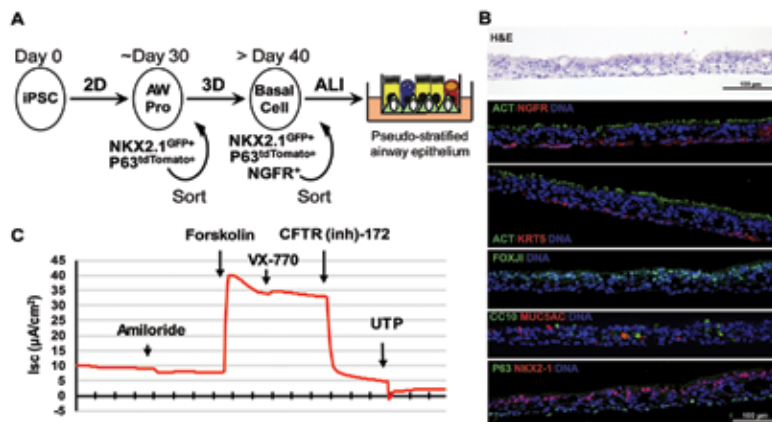 A
Day 0
~Day 30
> Day 40
iPSC
2D
AW
Pro
3D
Basal
Cell
ALI
NKX2.1GFP+
P63tdTomato+
Sort
NKX2.1GFP+
P63tdTomato+
NGFR+
Sort
Pseudo-stratified
airway epithelium
B
H&E
100 μm
ACT NGFR DNA
ACT KRT5 DNA
FOXJI DNA
CC10 MUC5AC DNA
P63 NKX2-1 DNA
100 μm
C
Forskolin
CFTR (inh)-172
VX-770
Amiloride
UTP
Isc (μA/cm2)
45
40
35
30
25
20
15
10
5
0
-5